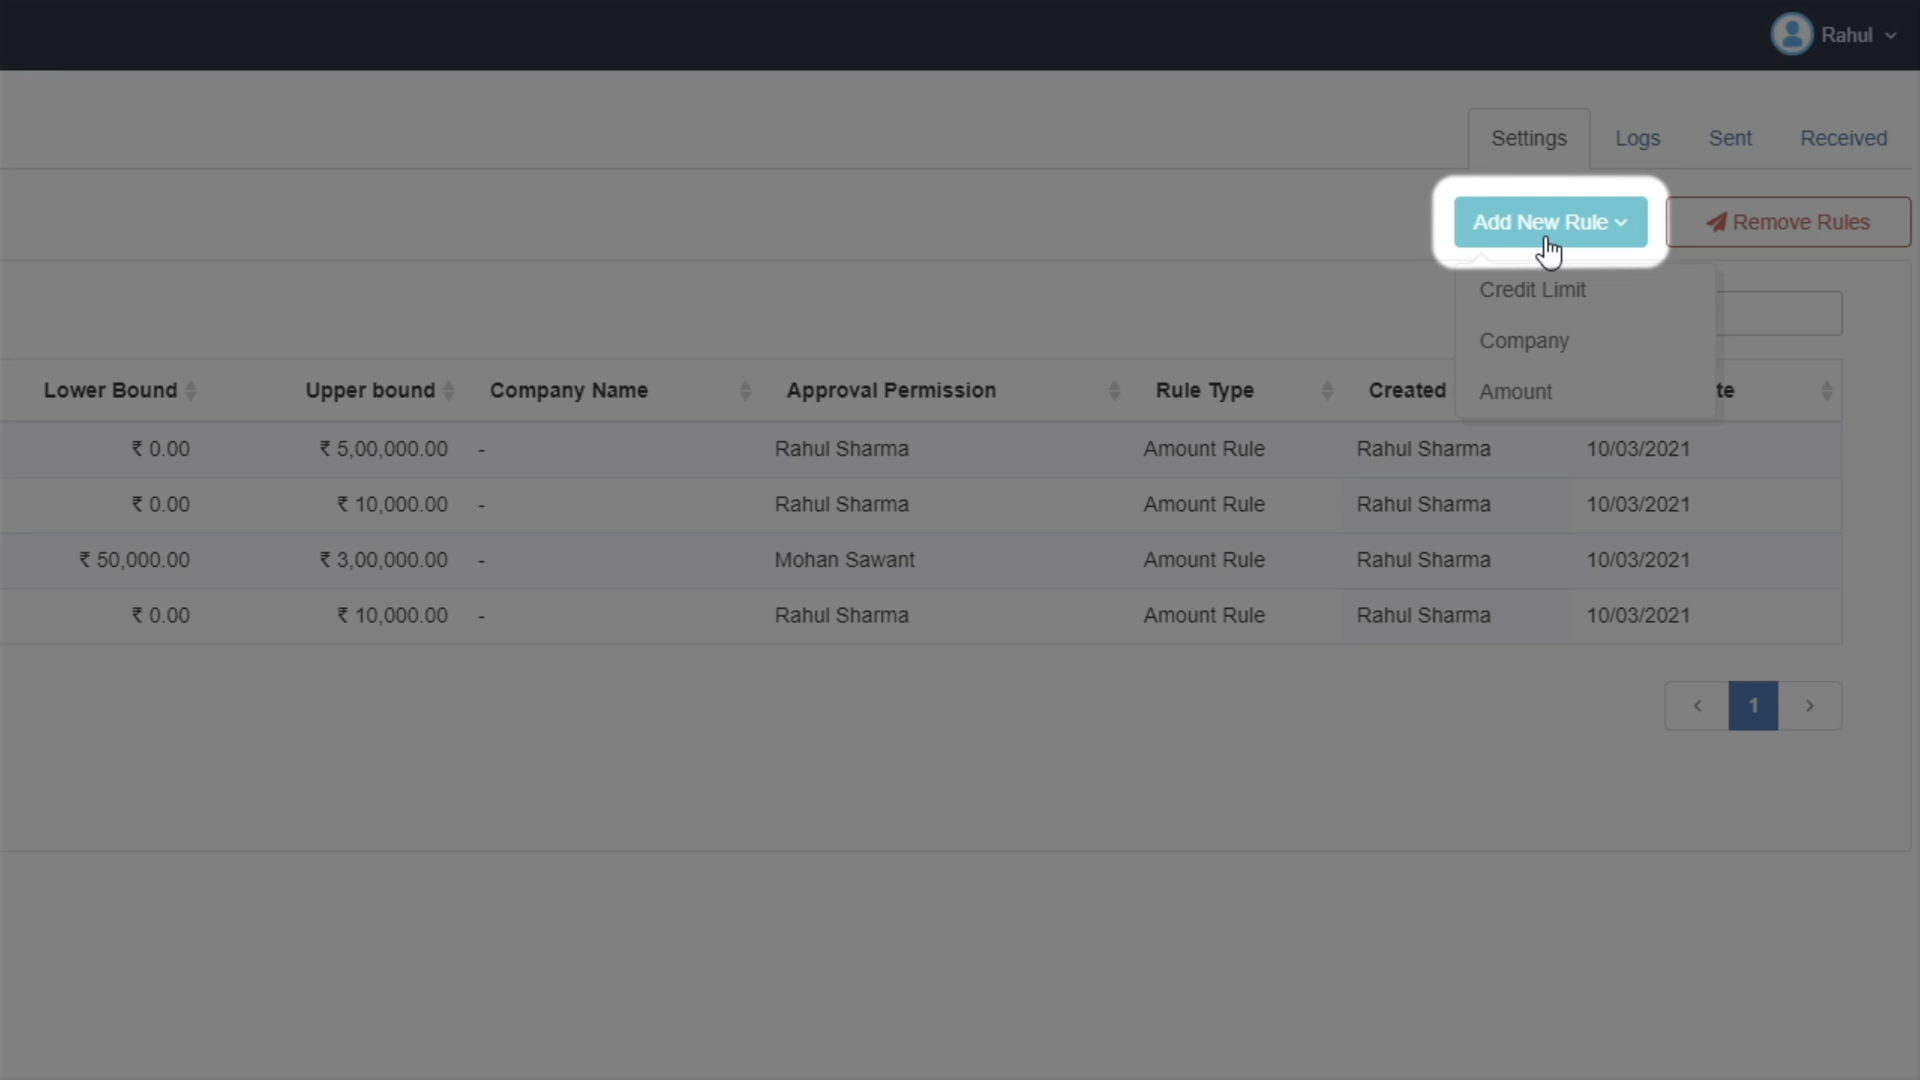 Rahul
Settings Logs Sent Received
Add New Rule Remove Rules
Credit Limit
Company
Amount
Lower Bound Upper bound Company Name Approval Permission Rule Type Created te
₹ 0.00 ₹ 5,00,000.00 - Rahul Sharma Amount Rule Rahul Sharma 10/03/2021
₹ 0.00 ₹ 10,000.00 - Rahul Sharma Amount Rule Rahul Sharma 10/03/2021
₹ 50,000.00 ₹ 3,00,000.00 - Mohan Sawant Amount Rule Rahul Sharma 10/03/2021
₹ 0.00 ₹ 10,000.00 - Rahul Sharma Amount Rule Rahul Sharma 10/03/2021
< 1 >